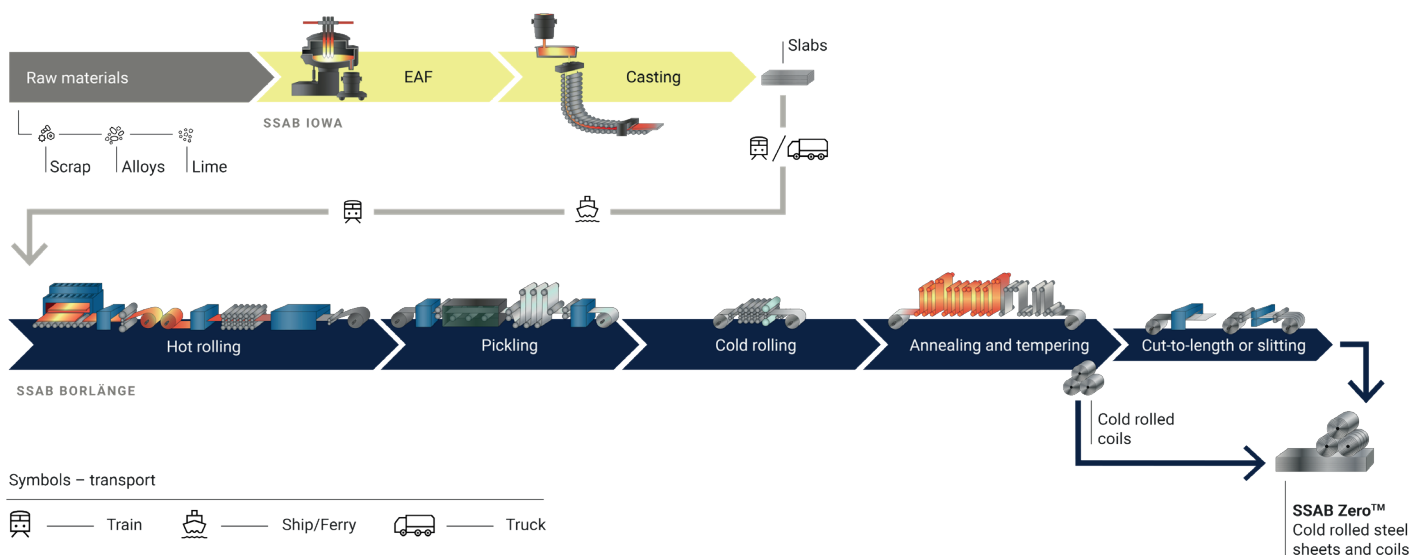 Slabs
Raw materials
EAF
Casting
SSAB IOWA
Scrap
Alloys
Lime
Hot rolling
Pickling
Cold rolling
Annealing and tempering
Cut-to-length or slitting
SSAB BORLÄNGE
Cold rolled
coils
Symbols – transport
Train
Ship/Ferry
Truck
SSAB Zero™
Cold rolled steel
sheets and coils